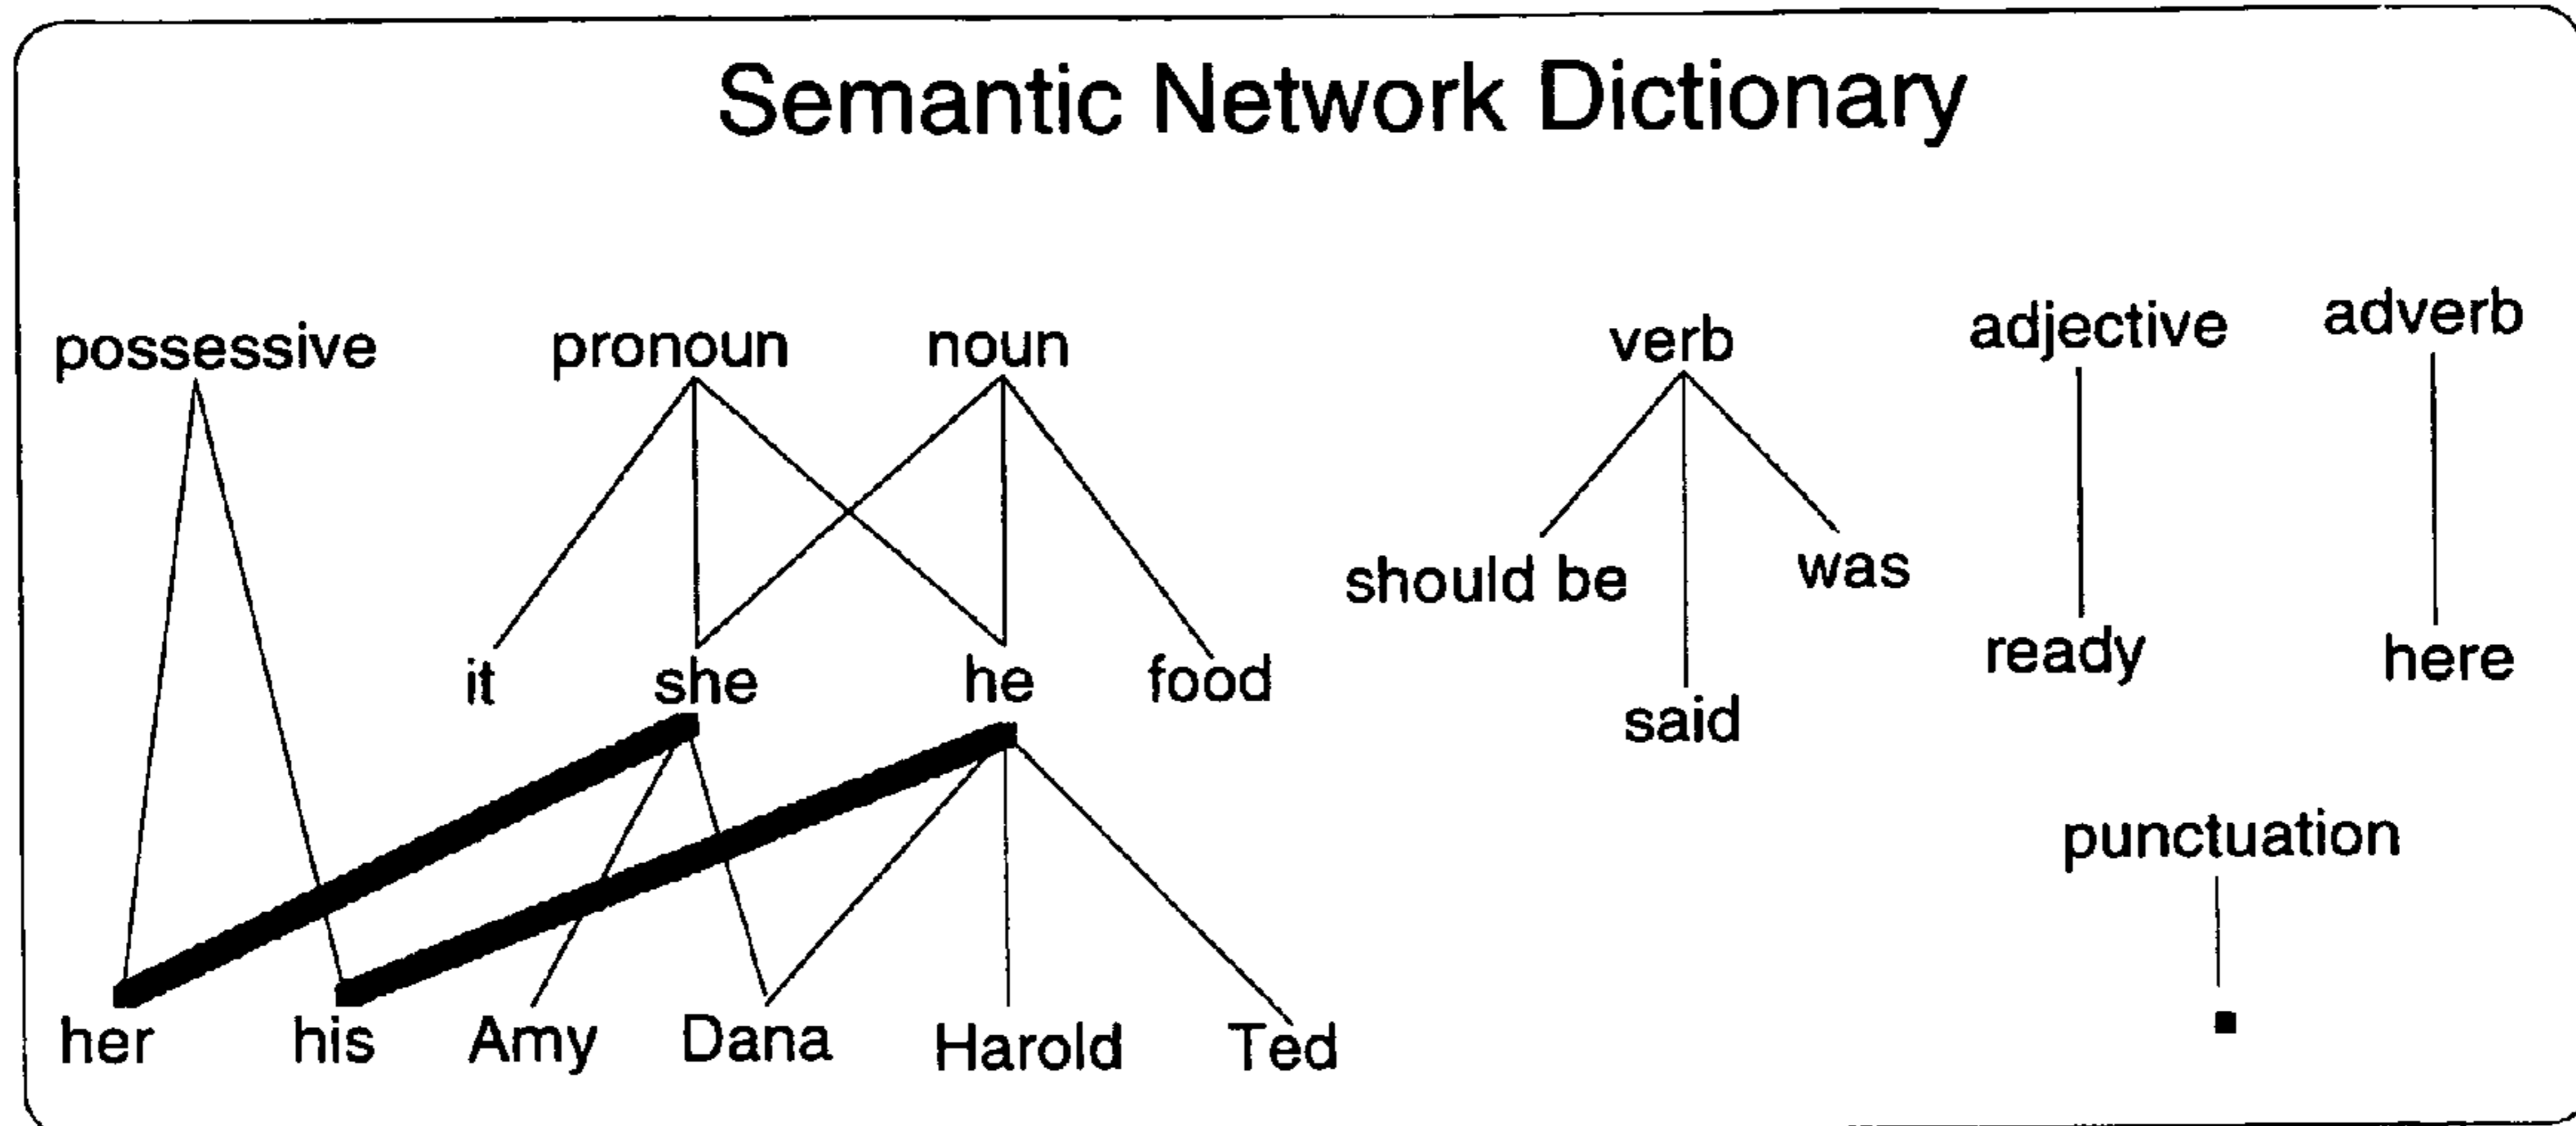 Semantic Network Dictionary
possessive pronoun noun verb adjective adverb
should be was
it she he food ready here
said
punctuation
her his Amy Dana Harold Ted .